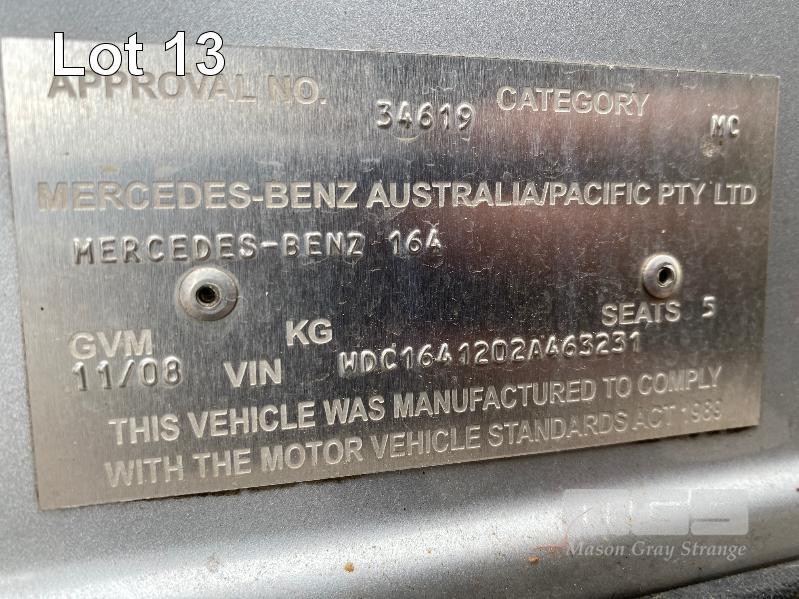 Lot 13
APPROVAL NO. 34619 CATEGORY MC
MERCEDES-BENZ AUSTRALIA/PACIFIC PTY LTD
MERCEDES-BENZ 164
GVM KG SEATS 5
11/08 VIN WDC1641202A463231
THIS VEHICLE WAS MANUFACTURED TO COMPLY
WITH THE MOTOR VEHICLE STANDARDS ACT 1989
MGS
Mason Gray Strange